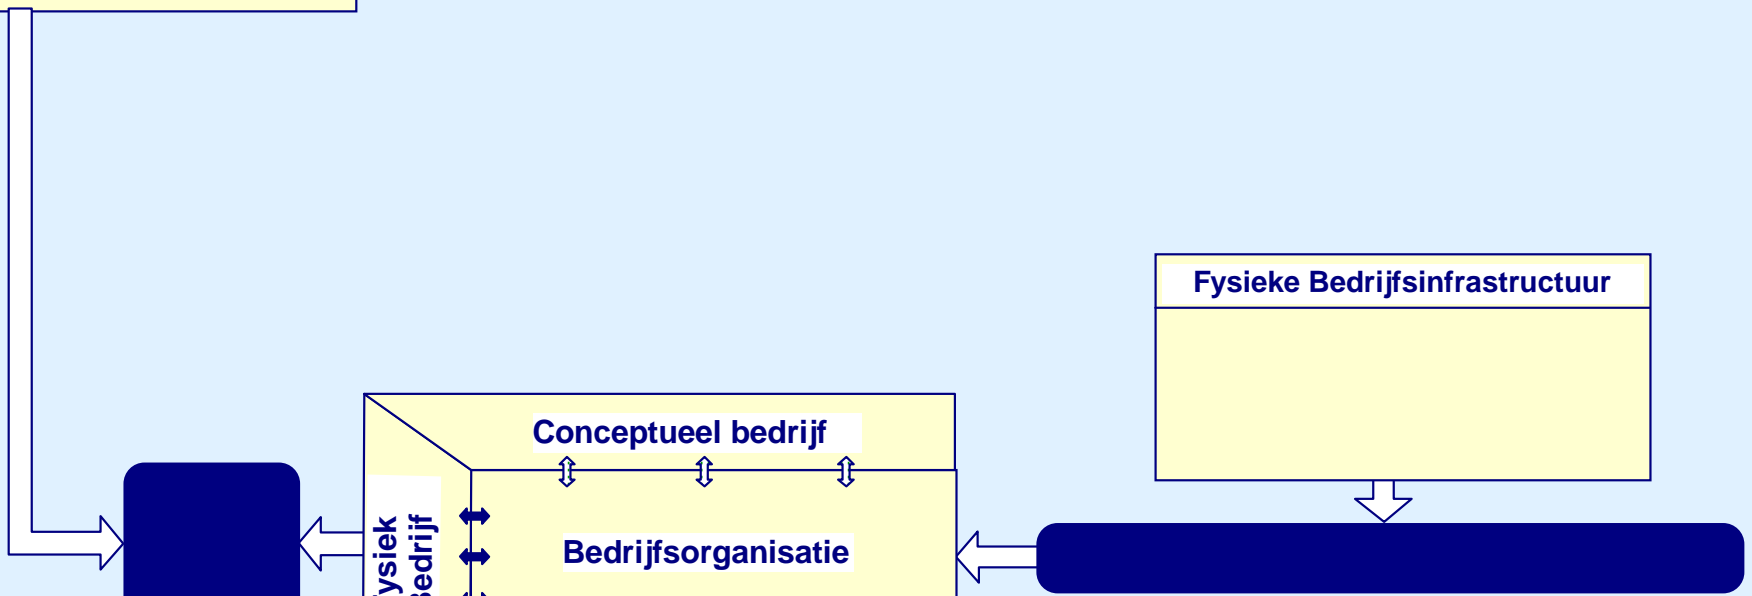 Fysieke Bedrijfsinfrastructuur
Conceptueel bedrijf
Bedrijfsorganisatie